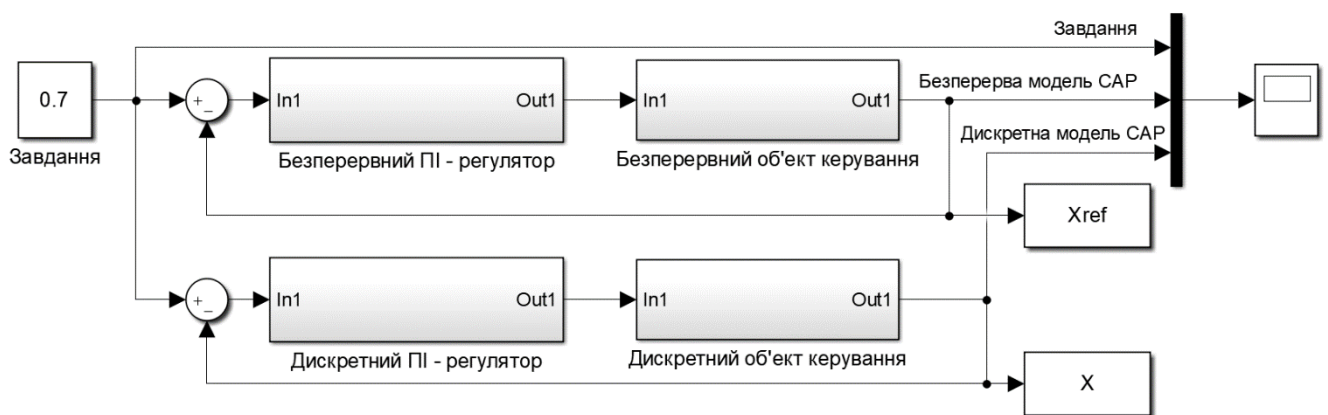 Завдання
0.7
+
−
In1
Out1
In1
Out1
Безперерва модель САР
Дискретна модель САР
Завдання
Безперервний ПІ - регулятор
Безперервний об'єкт керування
Xref
+
−
In1
Out1
In1
Out1
Дискретний ПІ - регулятор
Дискретний об'єкт керування
X